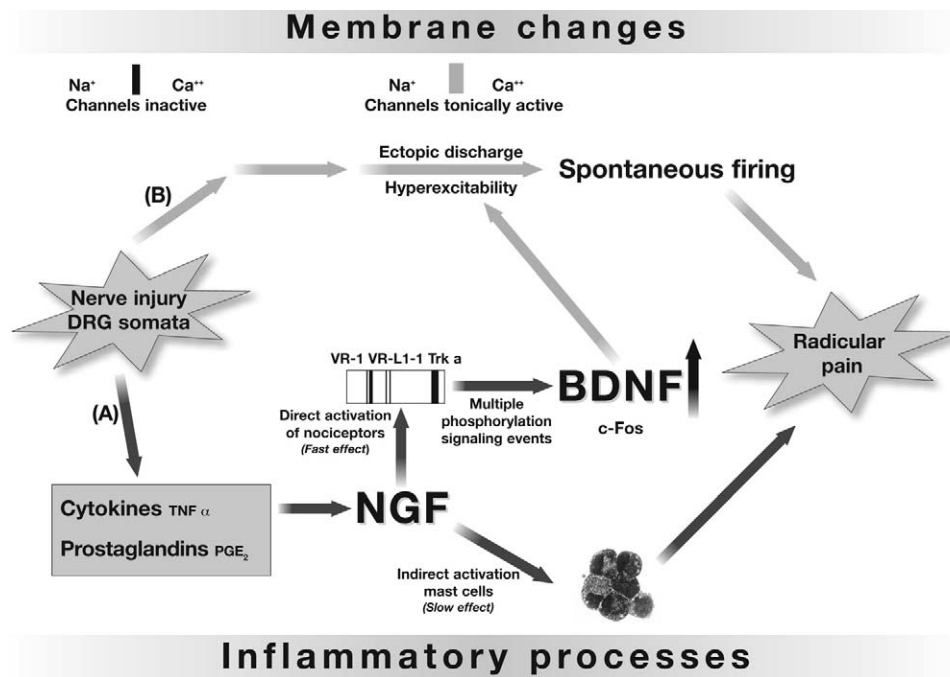 Membrane changes
Na⁺ Ca⁺⁺
Channels inactive
Na⁺ Ca⁺⁺
Channels tonically active
Ectopic discharge
Hyperexcitability
Spontaneous firing
(B)
Nerve injury
DRG somata
Radicular
pain
VR-1 VR-L1-1 Trk a
BDNF
c-Fos
Direct activation
of nociceptors
(Fast effect)
Multiple
phosphorylation
signaling events
(A)
Cytokines TNF α
Prostaglandins PGE₂
NGF
Indirect activation
mast cells
(Slow effect)
Inflammatory processes